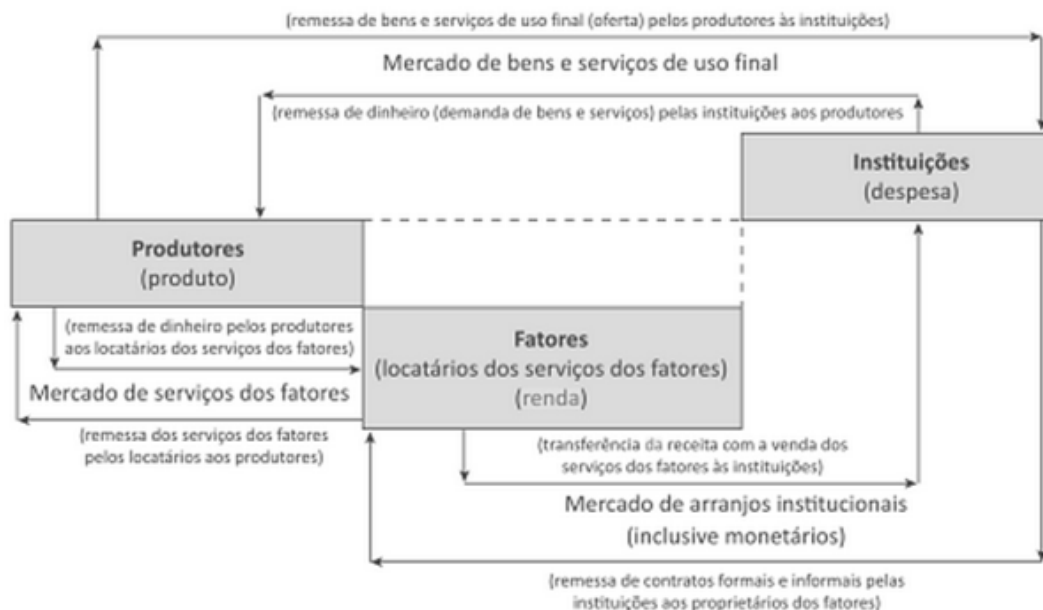 (remessa de bens e serviços de uso final (oferta) pelos produtores às instituições)
Mercado de bens e serviços de uso final
(remessa de dinheiro (demanda de bens e serviços) pelas instituições aos produtores
Instituições
(despesa)
Produtores
(produto)
(remessa de dinheiro pelos produtores
aos locatários dos serviços dos fatores)
Mercado de serviços dos fatores
(remessa dos serviços dos fatores
pelos locatários aos produtores)
Fatores
(locatários dos serviços dos fatores)
(renda)
(transferência da receita com a venda dos
serviços dos fatores às instituições)
Mercado de arranjos institucionais
(inclusive monetários)
(remessa de contratos formais e informais pelas
instituições aos proprietários dos fatores)